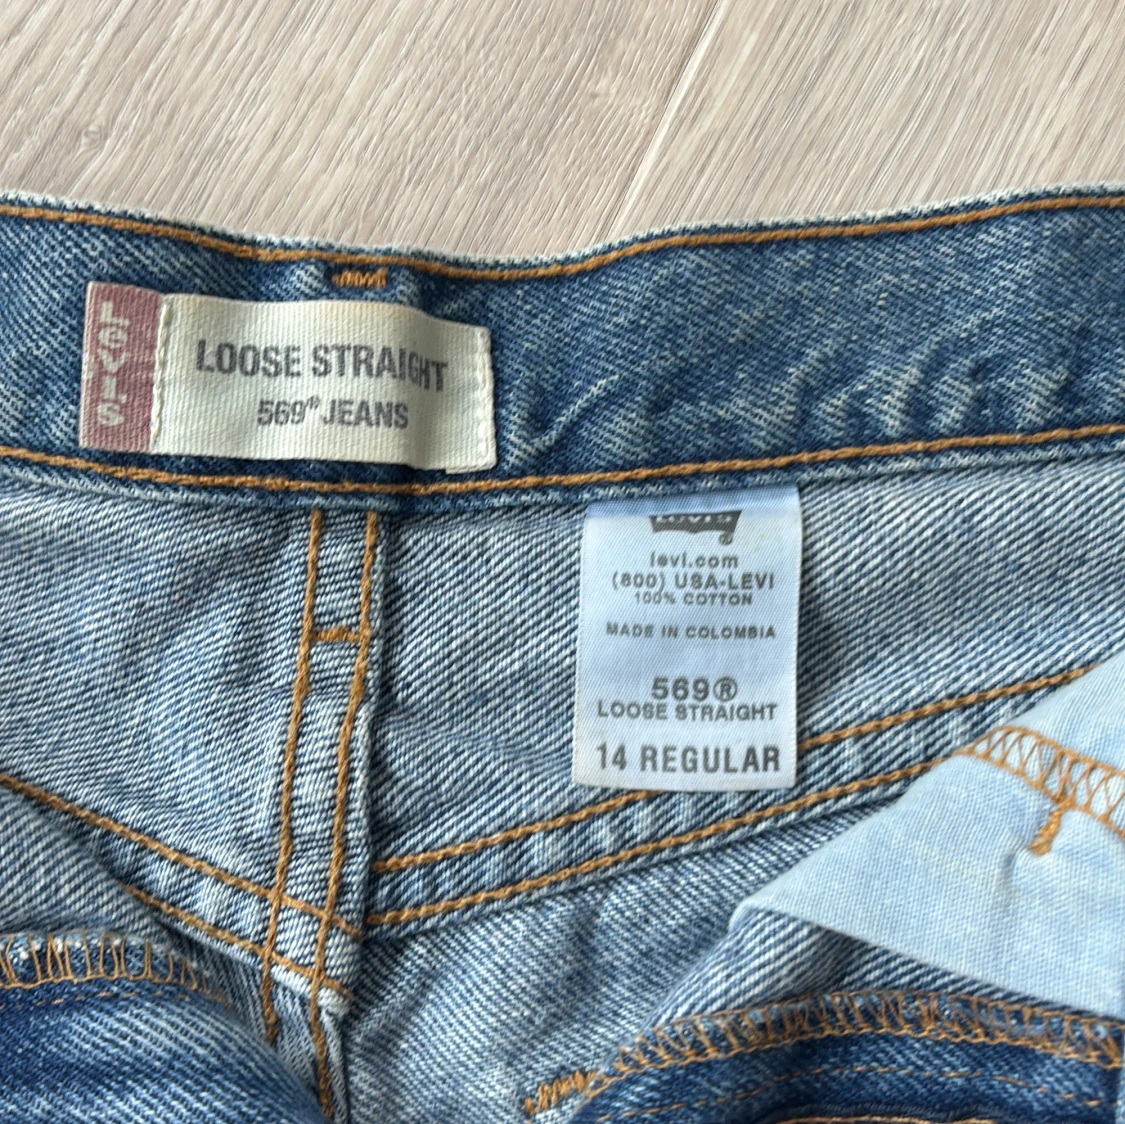 LEVI'S
LOOSE STRAIGHT
569® JEANS
Levi's
levi.com
(800) USA-LEVI
100% COTTON
MADE IN COLOMBIA
569®
LOOSE STRAIGHT
14 REGULAR